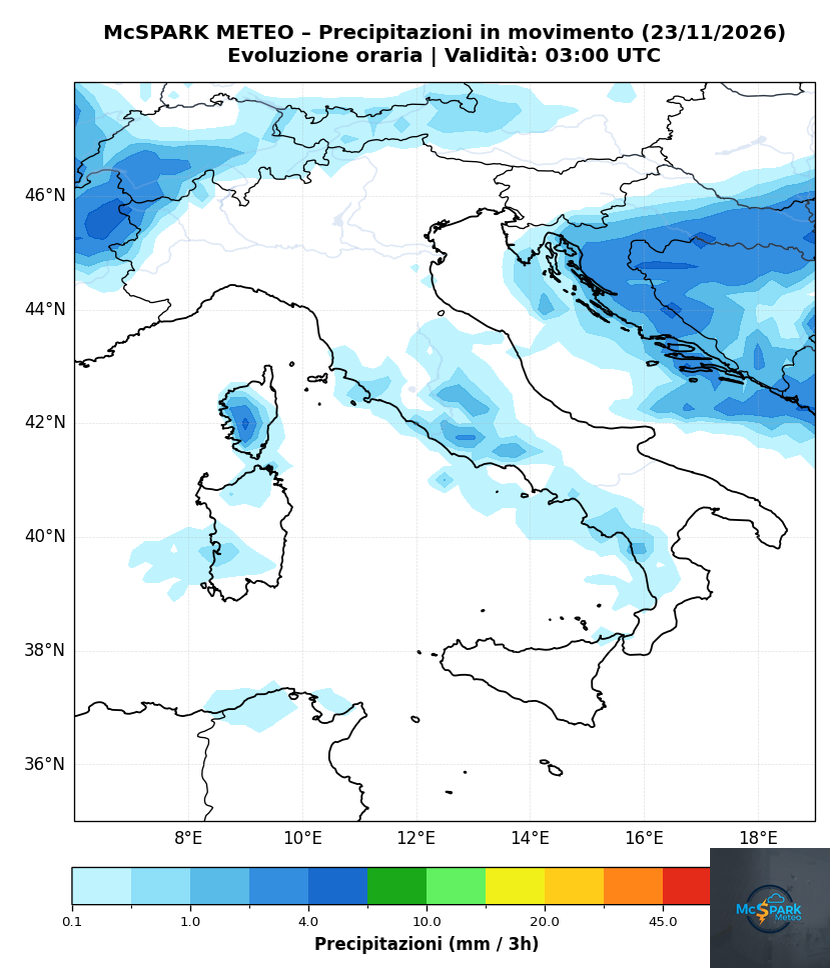 McSPARK METEO – Precipitazioni in movimento (23/11/2026)
Evoluzione oraria | Validità: 03:00 UTC
46°N
44°N
42°N
40°N
38°N
36°N
8°E 10°E 12°E 14°E 16°E 18°E
0.1 1.0 4.0 10.0 20.0 45.0
Precipitazioni (mm / 3h)
McSPARK
Meteo